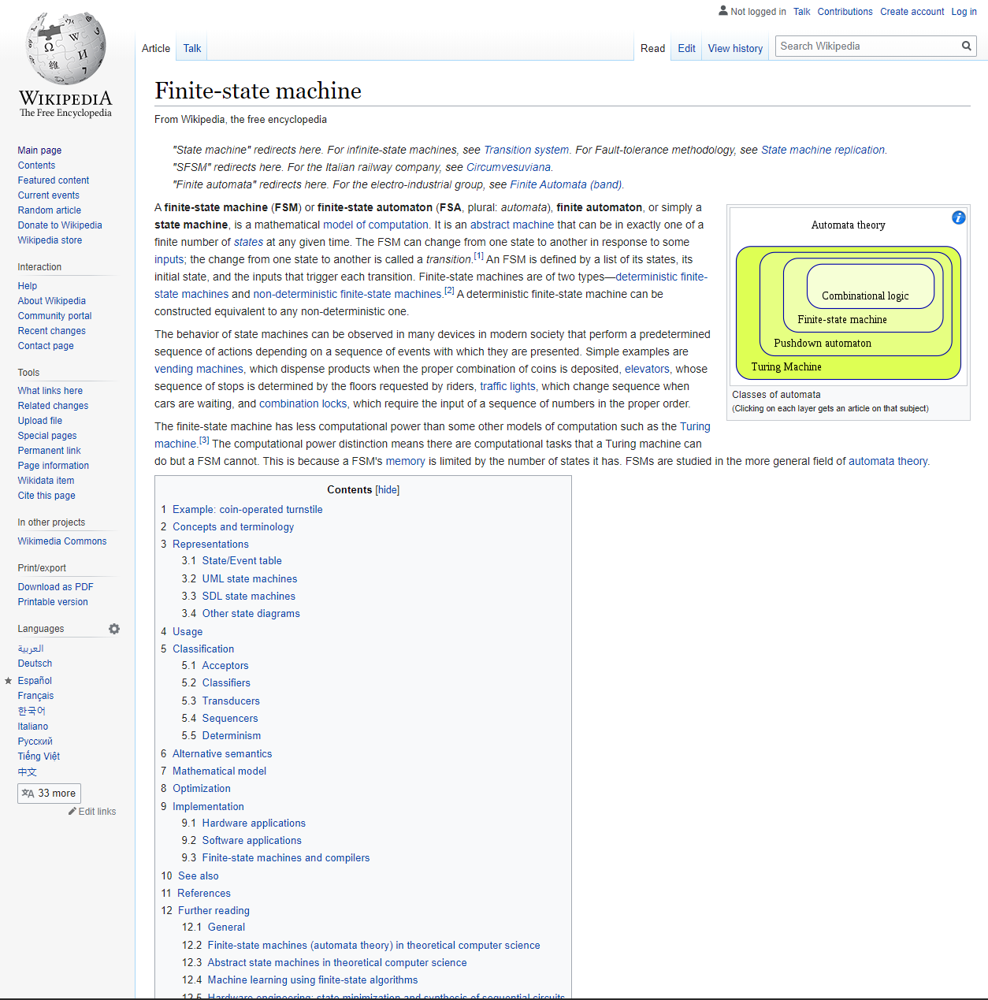 Not logged in Talk Contributions Create account Log in
Article Talk Read Edit View history Search Wikipedia
WIKIPEDIA
The Free Encyclopedia
Main page
Contents
Featured content
Current events
Random article
Donate to Wikipedia
Wikipedia store
Interaction
Help
About Wikipedia
Community portal
Recent changes
Contact page
Tools
What links here
Related changes
Upload file
Special pages
Permanent link
Page information
Wikidata item
Cite this page
In other projects
Wikimedia Commons
Print/export
Download as PDF
Printable version
Languages
العربية
Deutsch
Español
Français
한국어
Italiano
Русский
Tiếng Việt
中文
33 more
Edit links
Finite-state machine
From Wikipedia, the free encyclopedia
"State machine" redirects here. For infinite-state machines, see Transition system. For Fault-tolerance methodology, see State machine replication.
"SFSM" redirects here. For the Italian railway company, see Circumvesuviana.
"Finite automata" redirects here. For the electro-industrial group, see Finite Automata (band).
A finite-state machine (FSM) or finite-state automaton (FSA, plural: automata), finite automaton, or simply a
state machine, is a mathematical model of computation. It is an abstract machine that can be in exactly one of a
finite number of states at any given time. The FSM can change from one state to another in response to some
inputs; the change from one state to another is called a transition.[1] An FSM is defined by a list of its states, its
initial state, and the inputs that trigger each transition. Finite-state machines are of two types—deterministic finite-
state machines and non-deterministic finite-state machines.[2] A deterministic finite-state machine can be
constructed equivalent to any non-deterministic one.
The behavior of state machines can be observed in many devices in modern society that perform a predetermined
sequence of actions depending on a sequence of events with which they are presented. Simple examples are
vending machines, which dispense products when the proper combination of coins is deposited, elevators, whose
sequence of stops is determined by the floors requested by riders, traffic lights, which change sequence when
cars are waiting, and combination locks, which require the input of a sequence of numbers in the proper order.
The finite-state machine has less computational power than some other models of computation such as the Turing
machine.[3] The computational power distinction means there are computational tasks that a Turing machine can
do but a FSM cannot. This is because a FSM's memory is limited by the number of states it has. FSMs are studied in the more general field of automata theory.
Automata theory
Combinational logic
Finite-state machine
Pushdown automaton
Turing Machine
Classes of automata
(Clicking on each layer gets an article on that subject)
Contents [hide]
1 Example: coin-operated turnstile
2 Concepts and terminology
3 Representations
3.1 State/Event table
3.2 UML state machines
3.3 SDL state machines
3.4 Other state diagrams
4 Usage
5 Classification
5.1 Acceptors
5.2 Classifiers
5.3 Transducers
5.4 Sequencers
5.5 Determinism
6 Alternative semantics
7 Mathematical model
8 Optimization
9 Implementation
9.1 Hardware applications
9.2 Software applications
9.3 Finite-state machines and compilers
10 See also
11 References
12 Further reading
12.1 General
12.2 Finite-state machines (automata theory) in theoretical computer science
12.3 Abstract state machines in theoretical computer science
12.4 Machine learning using finite-state algorithms
12.5 Hardware engineering: state minimization and synthesis of sequential circuits